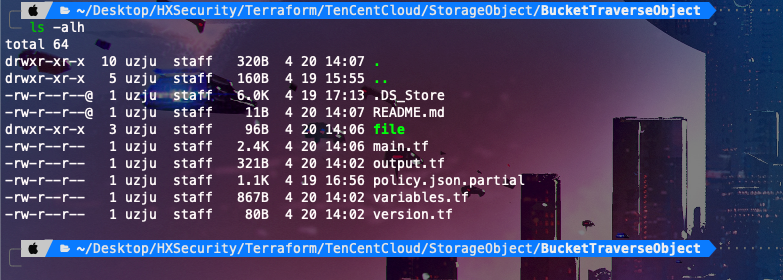 ~/Desktop/HXSecurity/Terraform/TenCentCloud/StorageObject/BucketTraverseObject
ls -alh
total 64
drwxr-xr-x 10 uzju staff 320B 4 20 14:07 .
drwxr-xr-x 5 uzju staff 160B 4 19 15:55 ..
-rw-r--r--@ 1 uzju staff 6.0K 4 19 17:13 .DS_Store
-rw-r--r--@ 1 uzju staff 11B 4 20 14:07 README.md
drwxr-xr-x 3 uzju staff 96B 4 20 14:06 file
-rw-r--r-- 1 uzju staff 2.4K 4 20 14:06 main.tf
-rw-r--r-- 1 uzju staff 321B 4 20 14:02 output.tf
-rw-r--r-- 1 uzju staff 1.1K 4 19 16:56 policy.json.partial
-rw-r--r-- 1 uzju staff 867B 4 20 14:02 variables.tf
-rw-r--r-- 1 uzju staff 80B 4 20 14:02 version.tf
~/Desktop/HXSecurity/Terraform/TenCentCloud/StorageObject/BucketTraverseObject